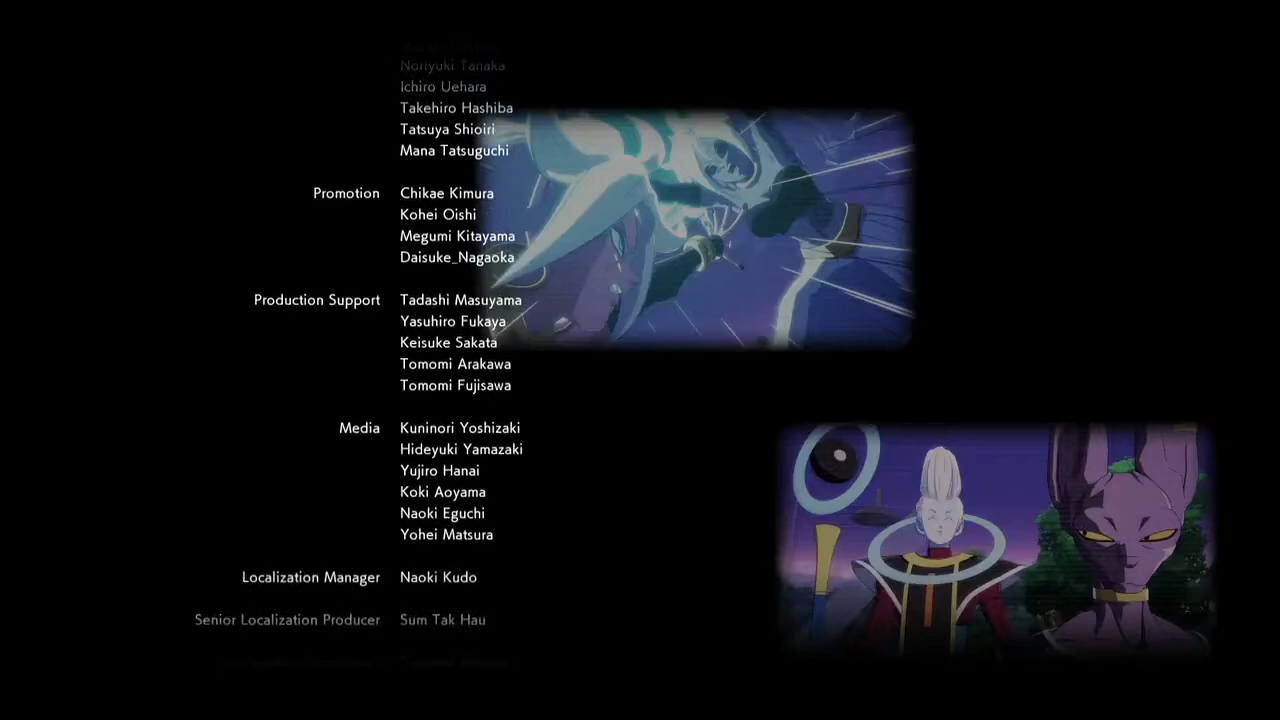 Noriyuki Tanaka
Ichiro Uehara
Takehiro Hashiba
Tatsuya Shioiri
Mana Tatsuguchi
Promotion Chikae Kimura
Kohei Oishi
Megumi Kitayama
Daisuke_Nagaoka
Production Support Tadashi Masuyama
Yasuhiro Fukaya
Keisuke Sakata
Tomomi Arakawa
Tomomi Fujisawa
Media Kuninori Yoshizaki
Hideyuki Yamazaki
Yujiro Hanai
Koki Aoyama
Naoki Eguchi
Yohei Matsura
Localization Manager Naoki Kudo
Senior Localization Producer Sum Tak Hau